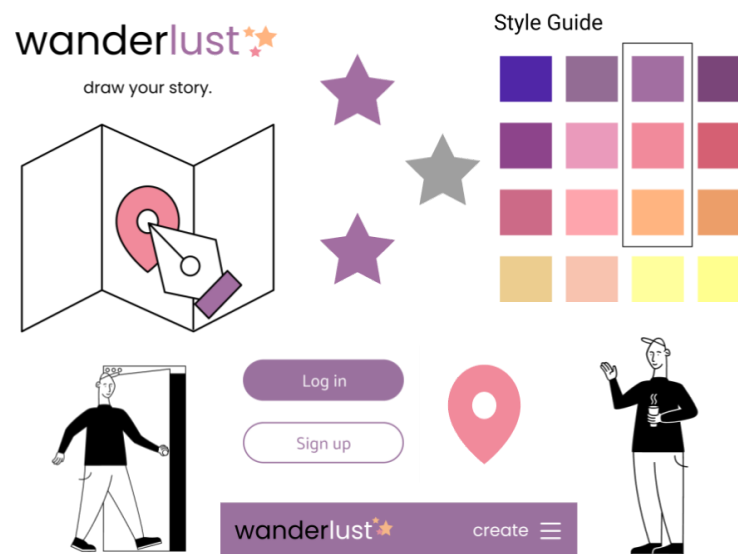 wanderlust
draw your story.
Style Guide
Log in
Sign up
wanderlust
create